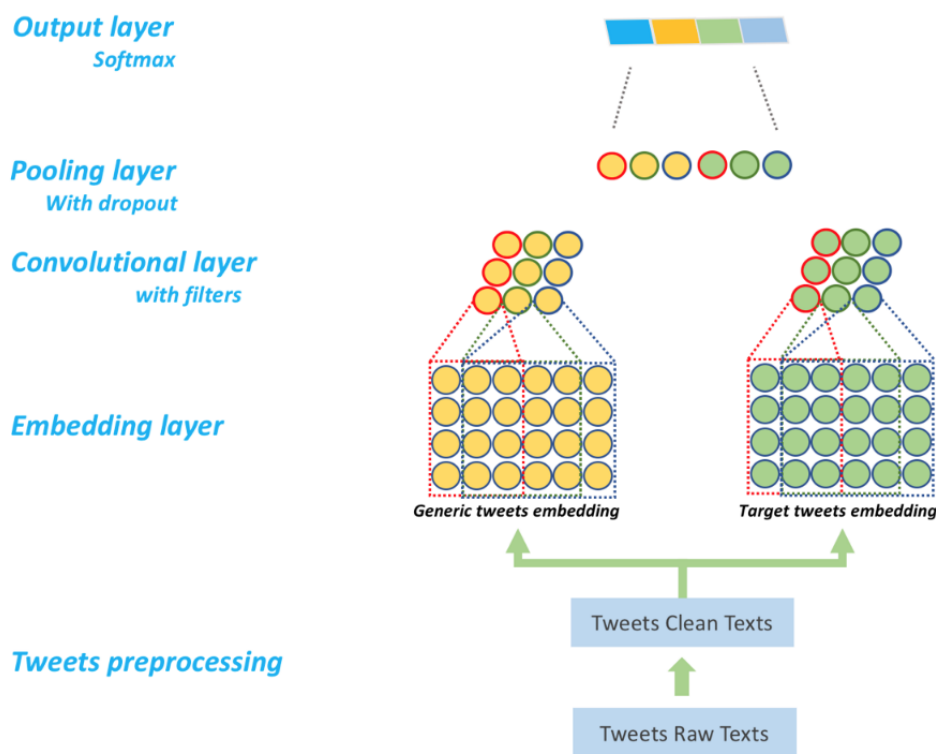 Output layer
Softmax
Pooling layer
With dropout
Convolutional layer
with filters
Embedding layer
Generic tweets embedding
Target tweets embedding
Tweets Clean Texts
Tweets preprocessing
Tweets Raw Texts